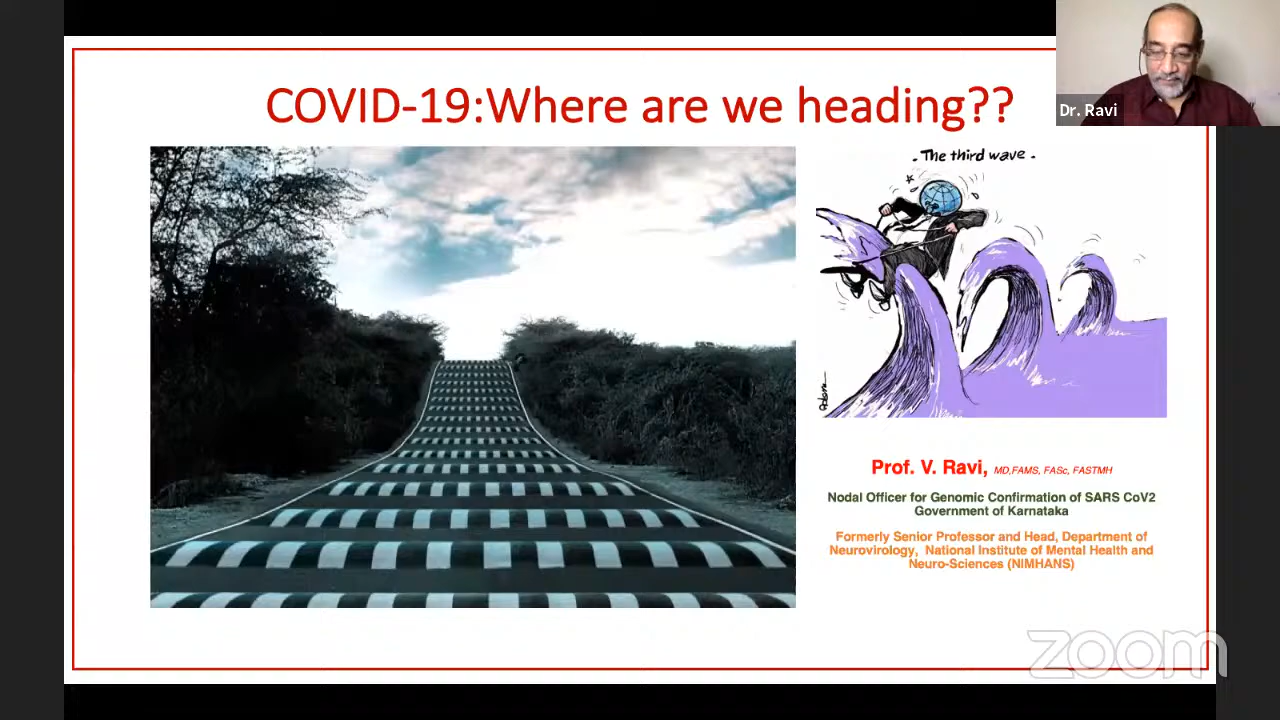 COVID-19:Where are we heading??
Dr. Ravi
- The third wave -
Prof. V. Ravi, MD,FAMS, FASc, FASTMH
Nodal Officer for Genomic Confirmation of SARS CoV2
Government of Karnataka
Formerly Senior Professor and Head, Department of
Neurovirology, National Institute of Mental Health and
Neuro-Sciences (NIMHANS)
zoom